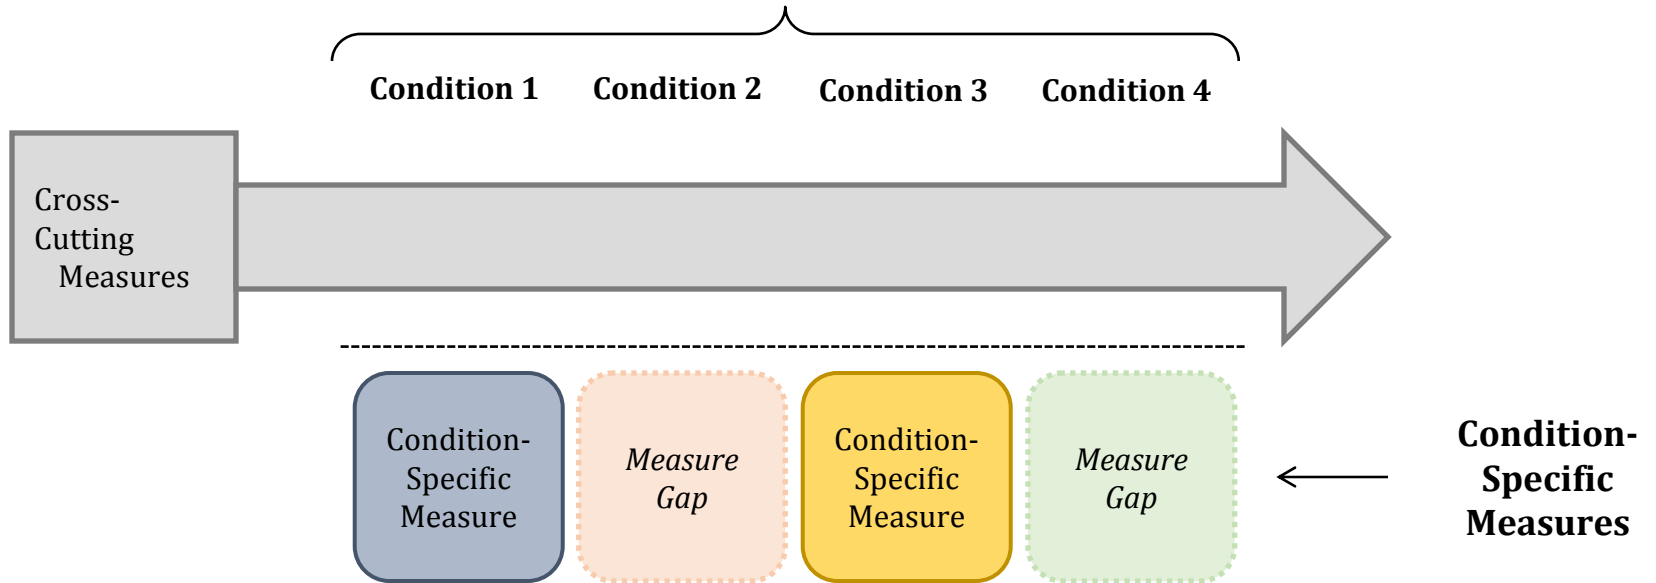 Condition 1
Condition 2
Condition 3
Condition 4
Cross-
Cutting
Measures
Condition-
Specific
Measure
Measure
Gap
Condition-
Specific
Measure
Measure
Gap
Condition-
Specific
Measures